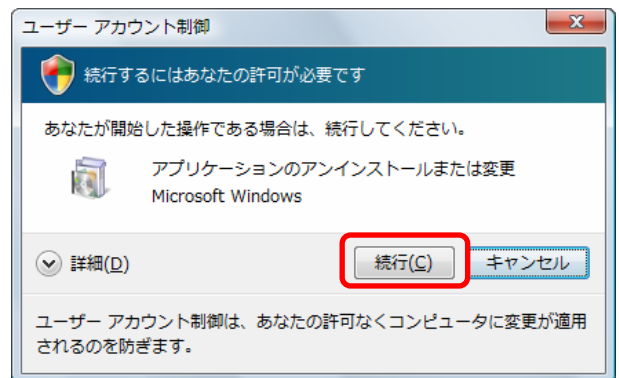 ユーザー アカウント制御
続行するにはあなたの許可が必要です
あなたが開始した操作である場合は、続行してください。
アプリケーションのアンインストールまたは変更
Microsoft Windows
詳細(D)
続行(C)
キャンセル
ユーザー アカウント制御は、あなたの許可なくコンピュータに変更が適用
されるのを防ぎます。